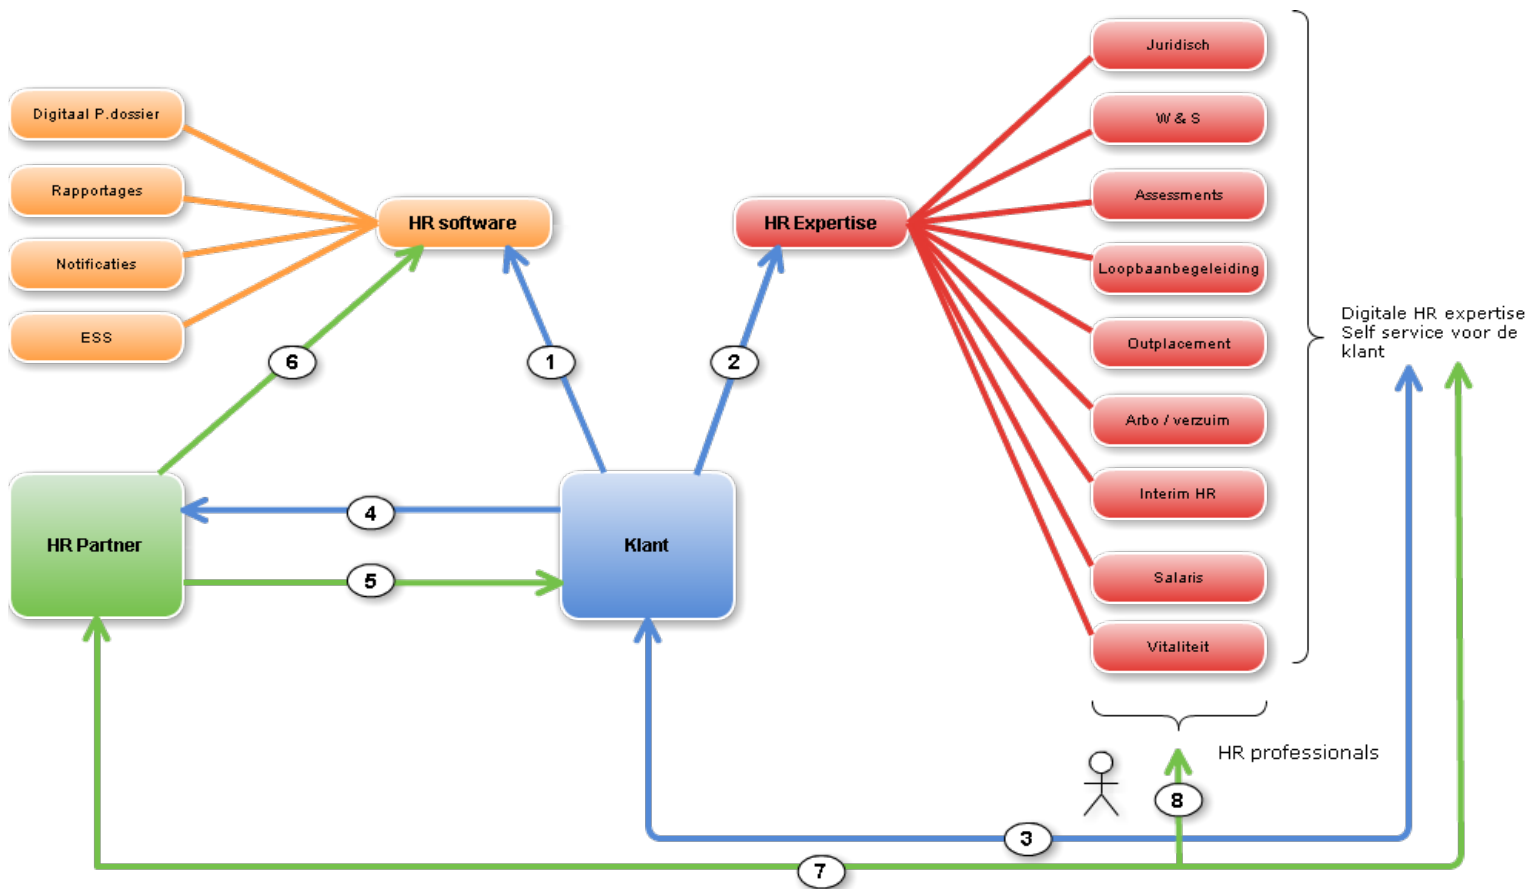 Juridisch
Digitaal P.dossier
W & S
Rapportages
Assessments
HR software
HR Expertise
Notificaties
Loopbaanbegeleiding
Digitale HR expertise
Self service voor de
klant
ESS
Outplacement
6
1
2
Arbo / verzuim
Interim HR
4
HR Partner
Klant
5
Salaris
Vitaliteit
HR professionals
8
3
7